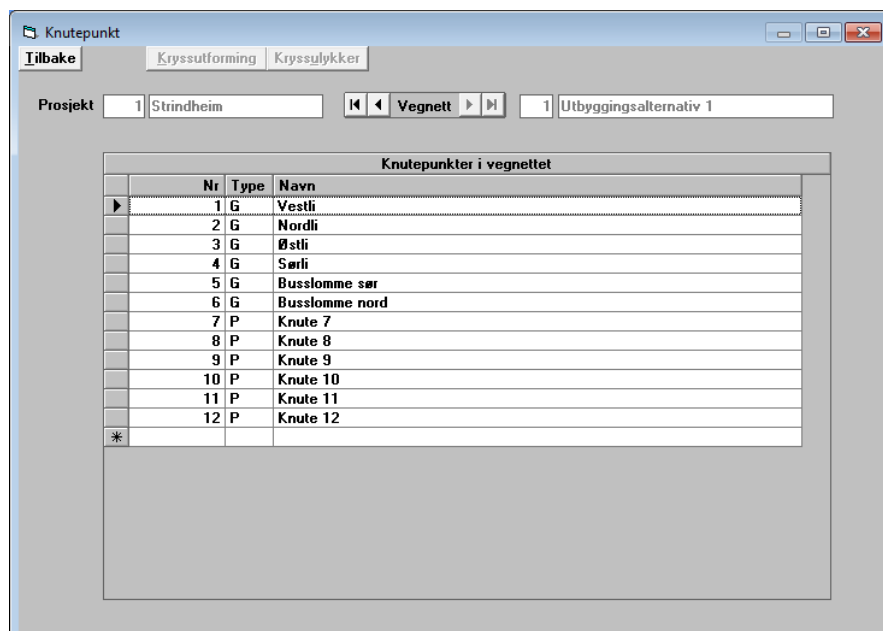 Knutepunkt
Tilbake Kryssutforming Kryssulykker
Prosjekt 1 Strindheim Vegnett 1 Utbyggingsalternativ 1
Knutepunkter i vegnettet
Nr Type Navn
1 G Vestli
2 G Nordli
3 G Østli
4 G Sørli
5 G Busslomme sør
6 G Busslomme nord
7 P Knute 7
8 P Knute 8
9 P Knute 9
10 P Knute 10
11 P Knute 11
12 P Knute 12